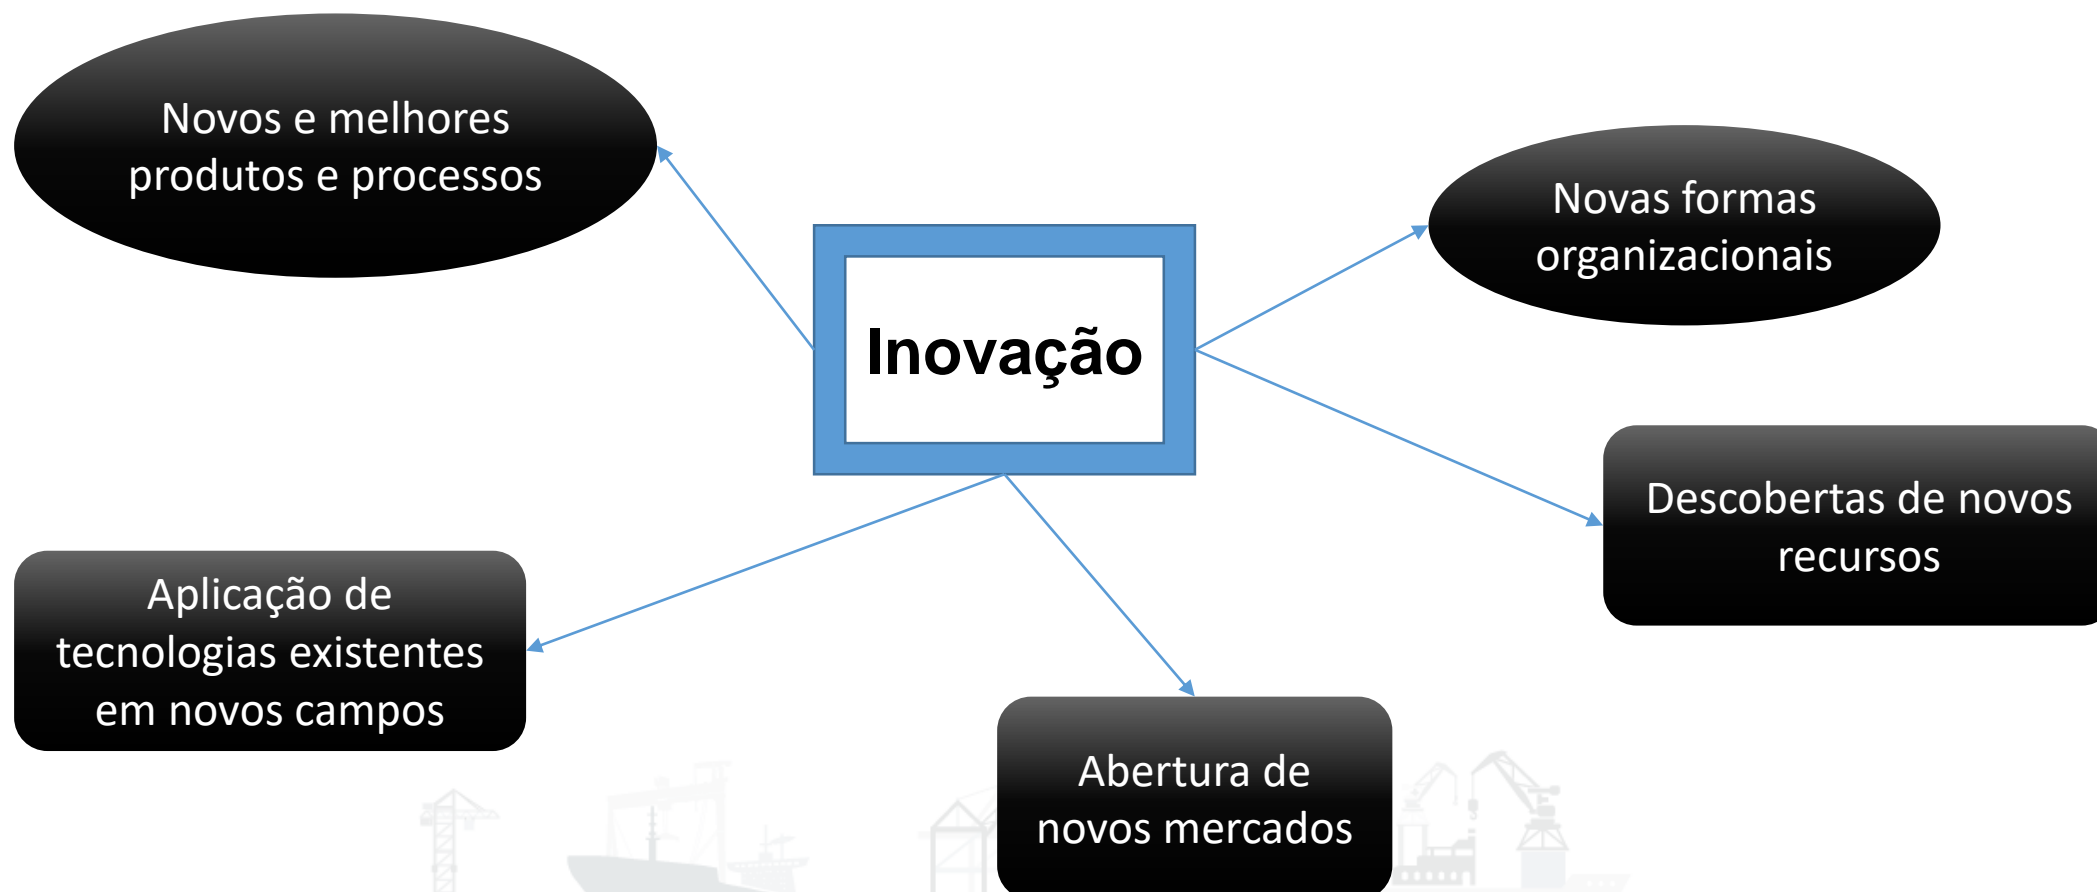 Novos e melhores
produtos e processos
Novas formas
organizacionais
Inovação
Descobertas de novos
recursos
Aplicação de
tecnologias existentes
em novos campos
Abertura de
novos mercados